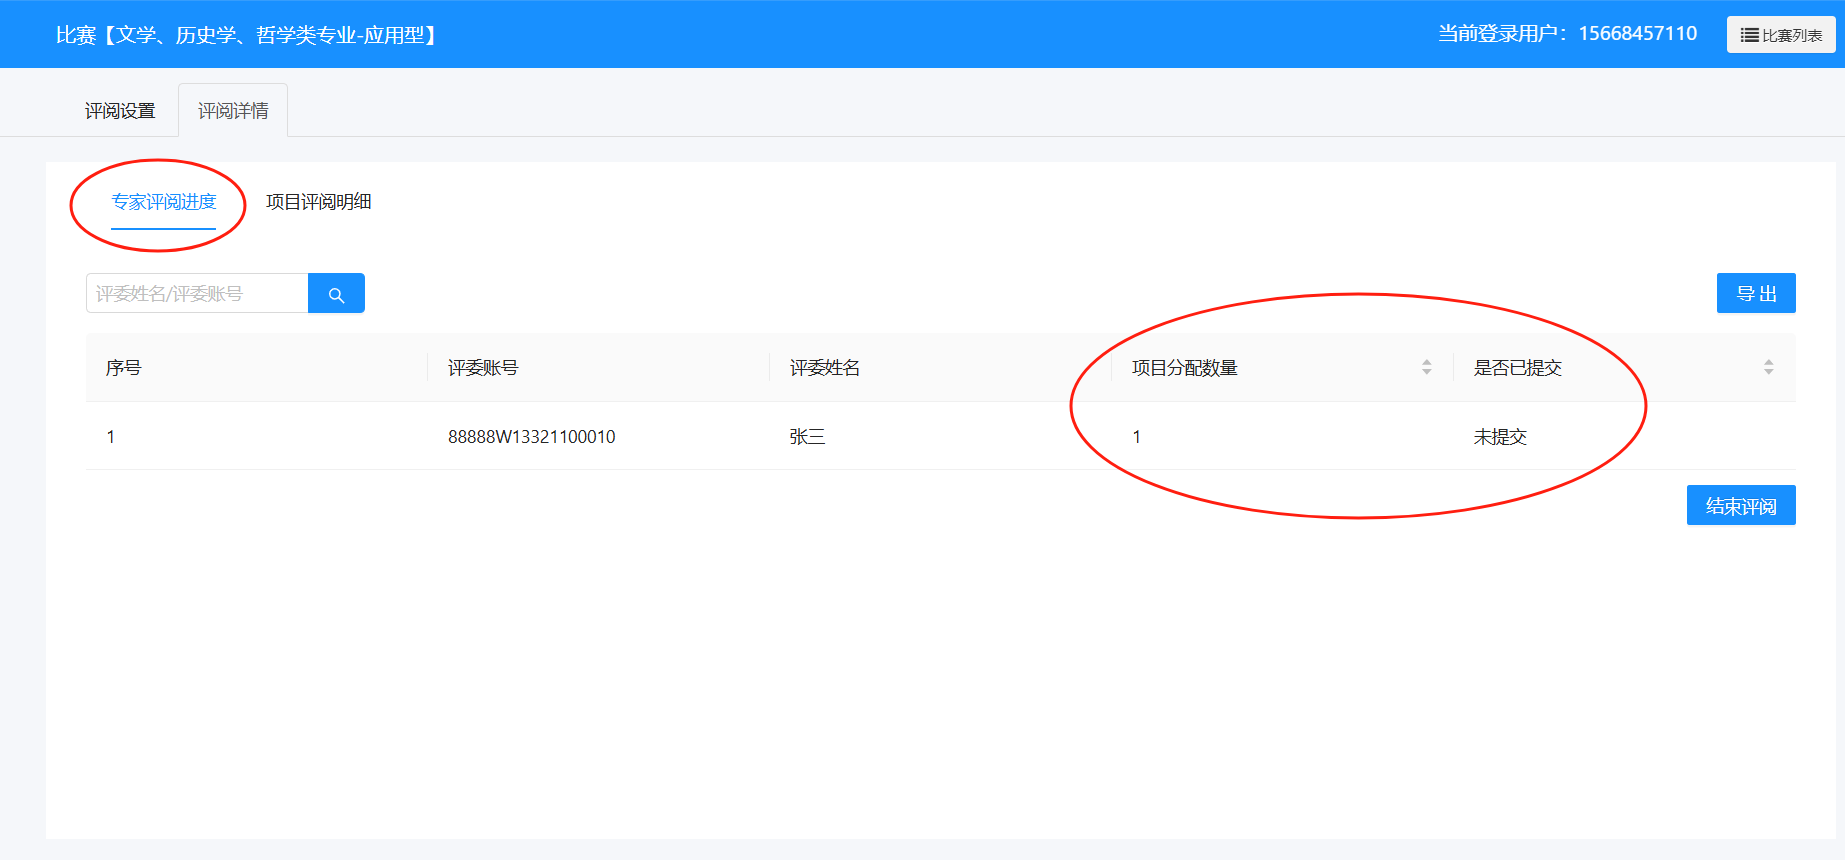 比赛【文学、历史学、哲学类专业-应用型】
当前登录用户：15668457110
比赛列表
评阅设置
评阅详情
专家评阅进度
项目评阅明细
评委姓名/评委账号
导 出
序号 评委账号 评委姓名 项目分配数量 是否已提交
1 88888W13321100010 张三 1 未提交
结束评阅